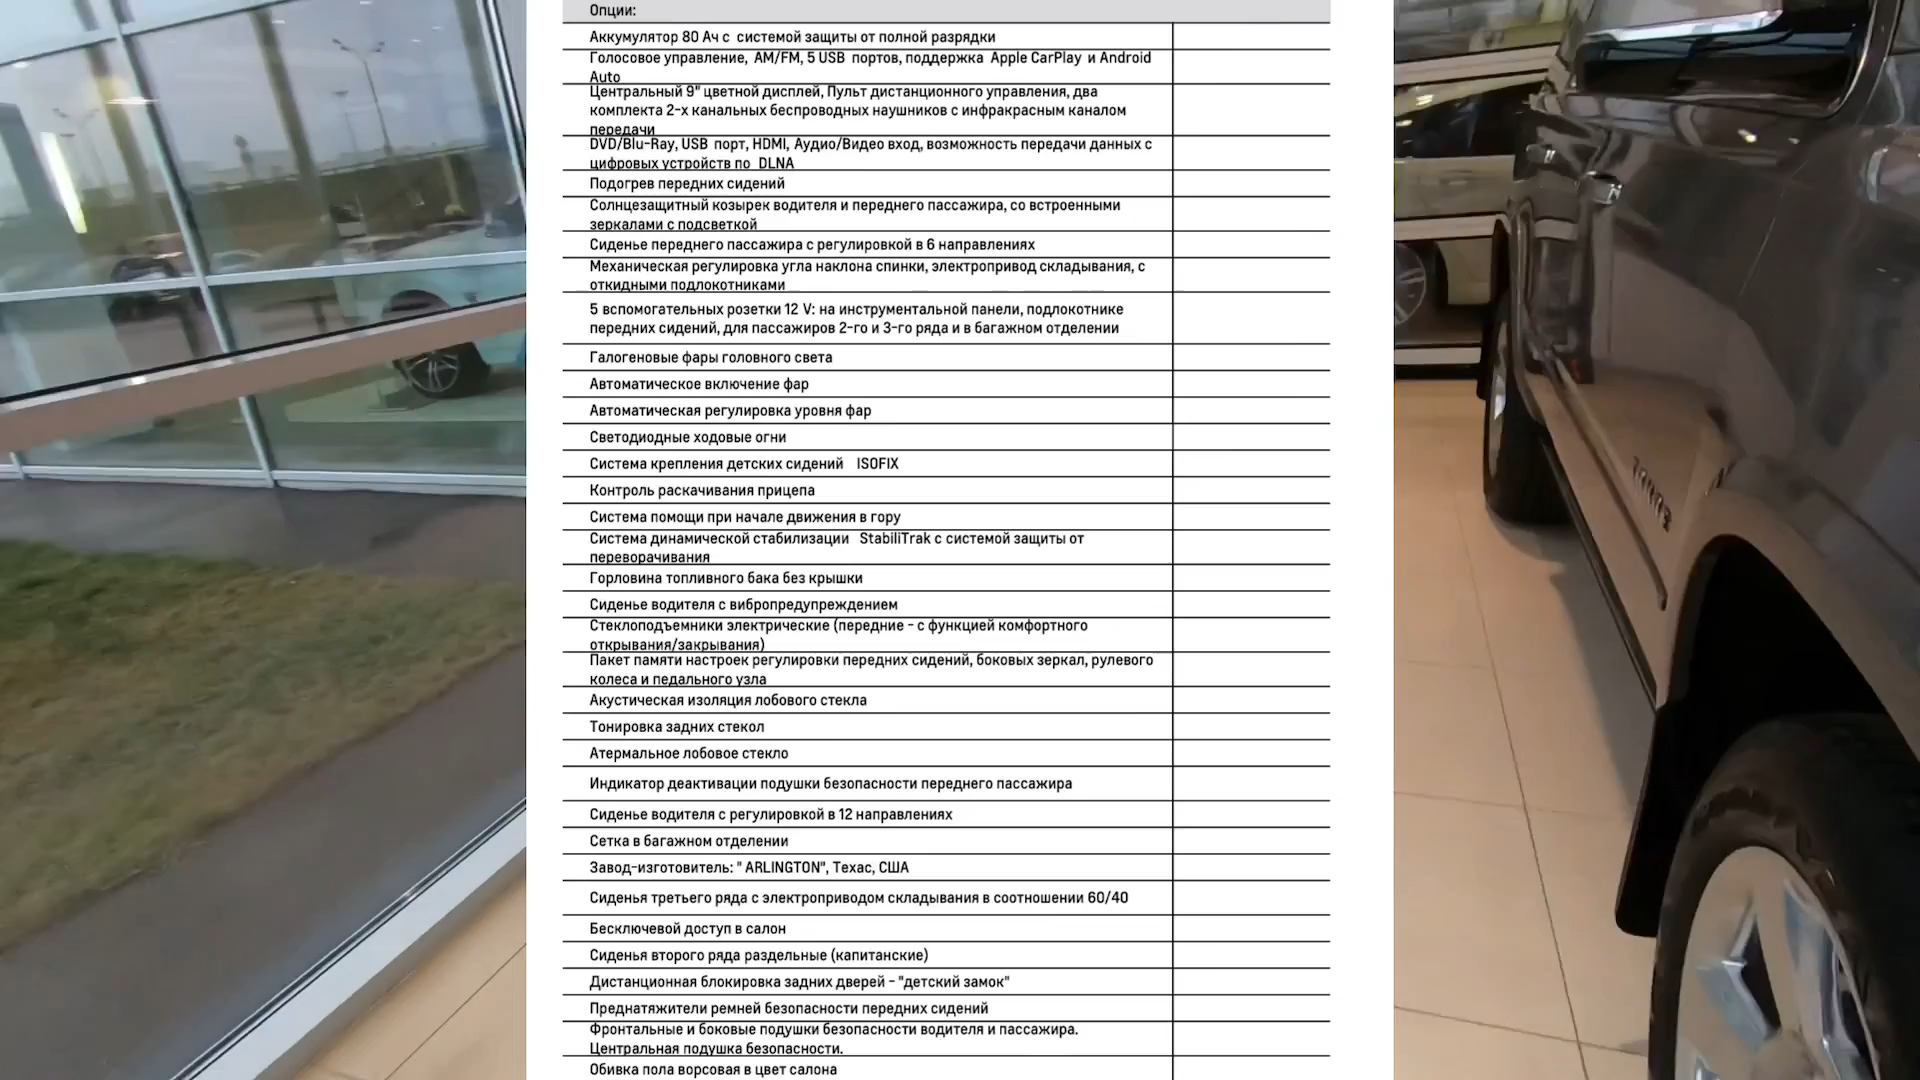 Опции:
Аккумулятор 80 Ач с системой защиты от полной разрядки
Голосовое управление, AM/FM, 5 USB портов, поддержка Apple CarPlay и Android
Auto
Центральный 9" цветной дисплей, Пульт дистанционного управления, два
комплекта 2-х канальных беспроводных наушников с инфракрасным каналом
передачи
DVD/Blu-Ray, USB порт, HDMI, Аудио/Видео вход, возможность передачи данных с
цифровых устройств по DLNA
Подогрев передних сидений
Солнцезащитный козырек водителя и переднего пассажира, со встроенными
зеркалами с подсветкой
Сиденье переднего пассажира с регулировкой в 6 направлениях
Механическая регулировка угла наклона спинки, электропривод складывания, с
откидными подлокотниками
5 вспомогательных розетки 12 V: на инструментальной панели, подлокотнике
передних сидений, для пассажиров 2-го и 3-го ряда и в багажном отделении
Галогеновые фары головного света
Автоматическое включение фар
Автоматическая регулировка уровня фар
Светодиодные ходовые огни
Система крепления детских сидений ISOFIX
Контроль раскачивания прицепа
Система помощи при начале движения в гору
Система динамической стабилизации StabiliTrak с системой защиты от
переворачивания
Горловина топливного бака без крышки
Сиденье водителя с вибропредупреждением
Стеклоподъемники электрические (передние - с функцией комфортного
открывания/закрывания)
Пакет памяти настроек регулировки передних сидений, боковых зеркал, рулевого
колеса и педального узла
Акустическая изоляция лобового стекла
Тонировка задних стекол
Атермальное лобовое стекло
Индикатор деактивации подушки безопасности переднего пассажира
Сиденье водителя с регулировкой в 12 направлениях
Сетка в багажном отделении
Завод-изготовитель: " ARLINGTON", Техас, США
Сиденья третьего ряда с электроприводом складывания в соотношении 60/40
Бесключевой доступ в салон
Сиденья второго ряда раздельные (капитанские)
Дистанционная блокировка задних дверей - "детский замок"
Преднатяжители ремней безопасности передних сидений
Фронтальные и боковые подушки безопасности водителя и пассажира.
Центральная подушка безопасности.
Обивка пола ворсовая в цвет салона